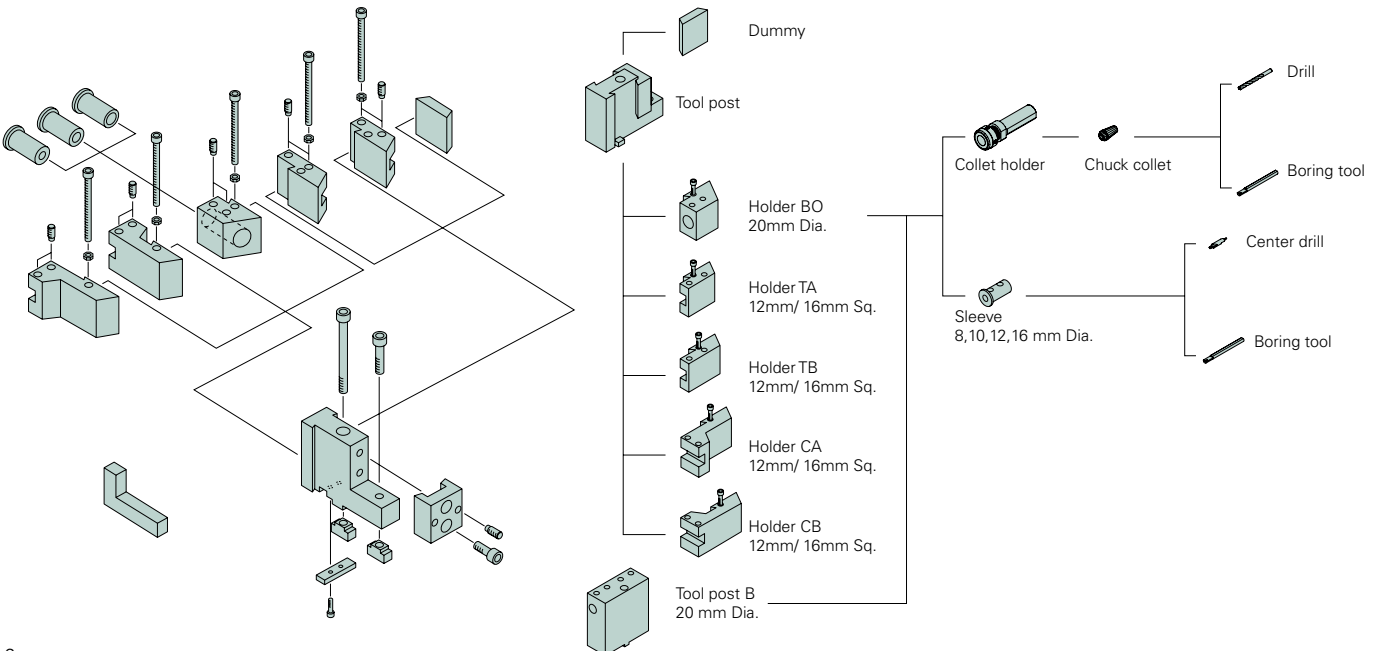 Dummy
Tool post
Holder BO
20mm Dia.
Holder TA
12mm/ 16mm Sq.
Holder TB
12mm/ 16mm Sq.
Holder CA
12mm/ 16mm Sq.
Holder CB
12mm/ 16mm Sq.
Tool post B
20 mm Dia.
Collet holder
Chuck collet
Drill
Boring tool
Sleeve
8,10,12,16 mm Dia.
Center drill
Boring tool